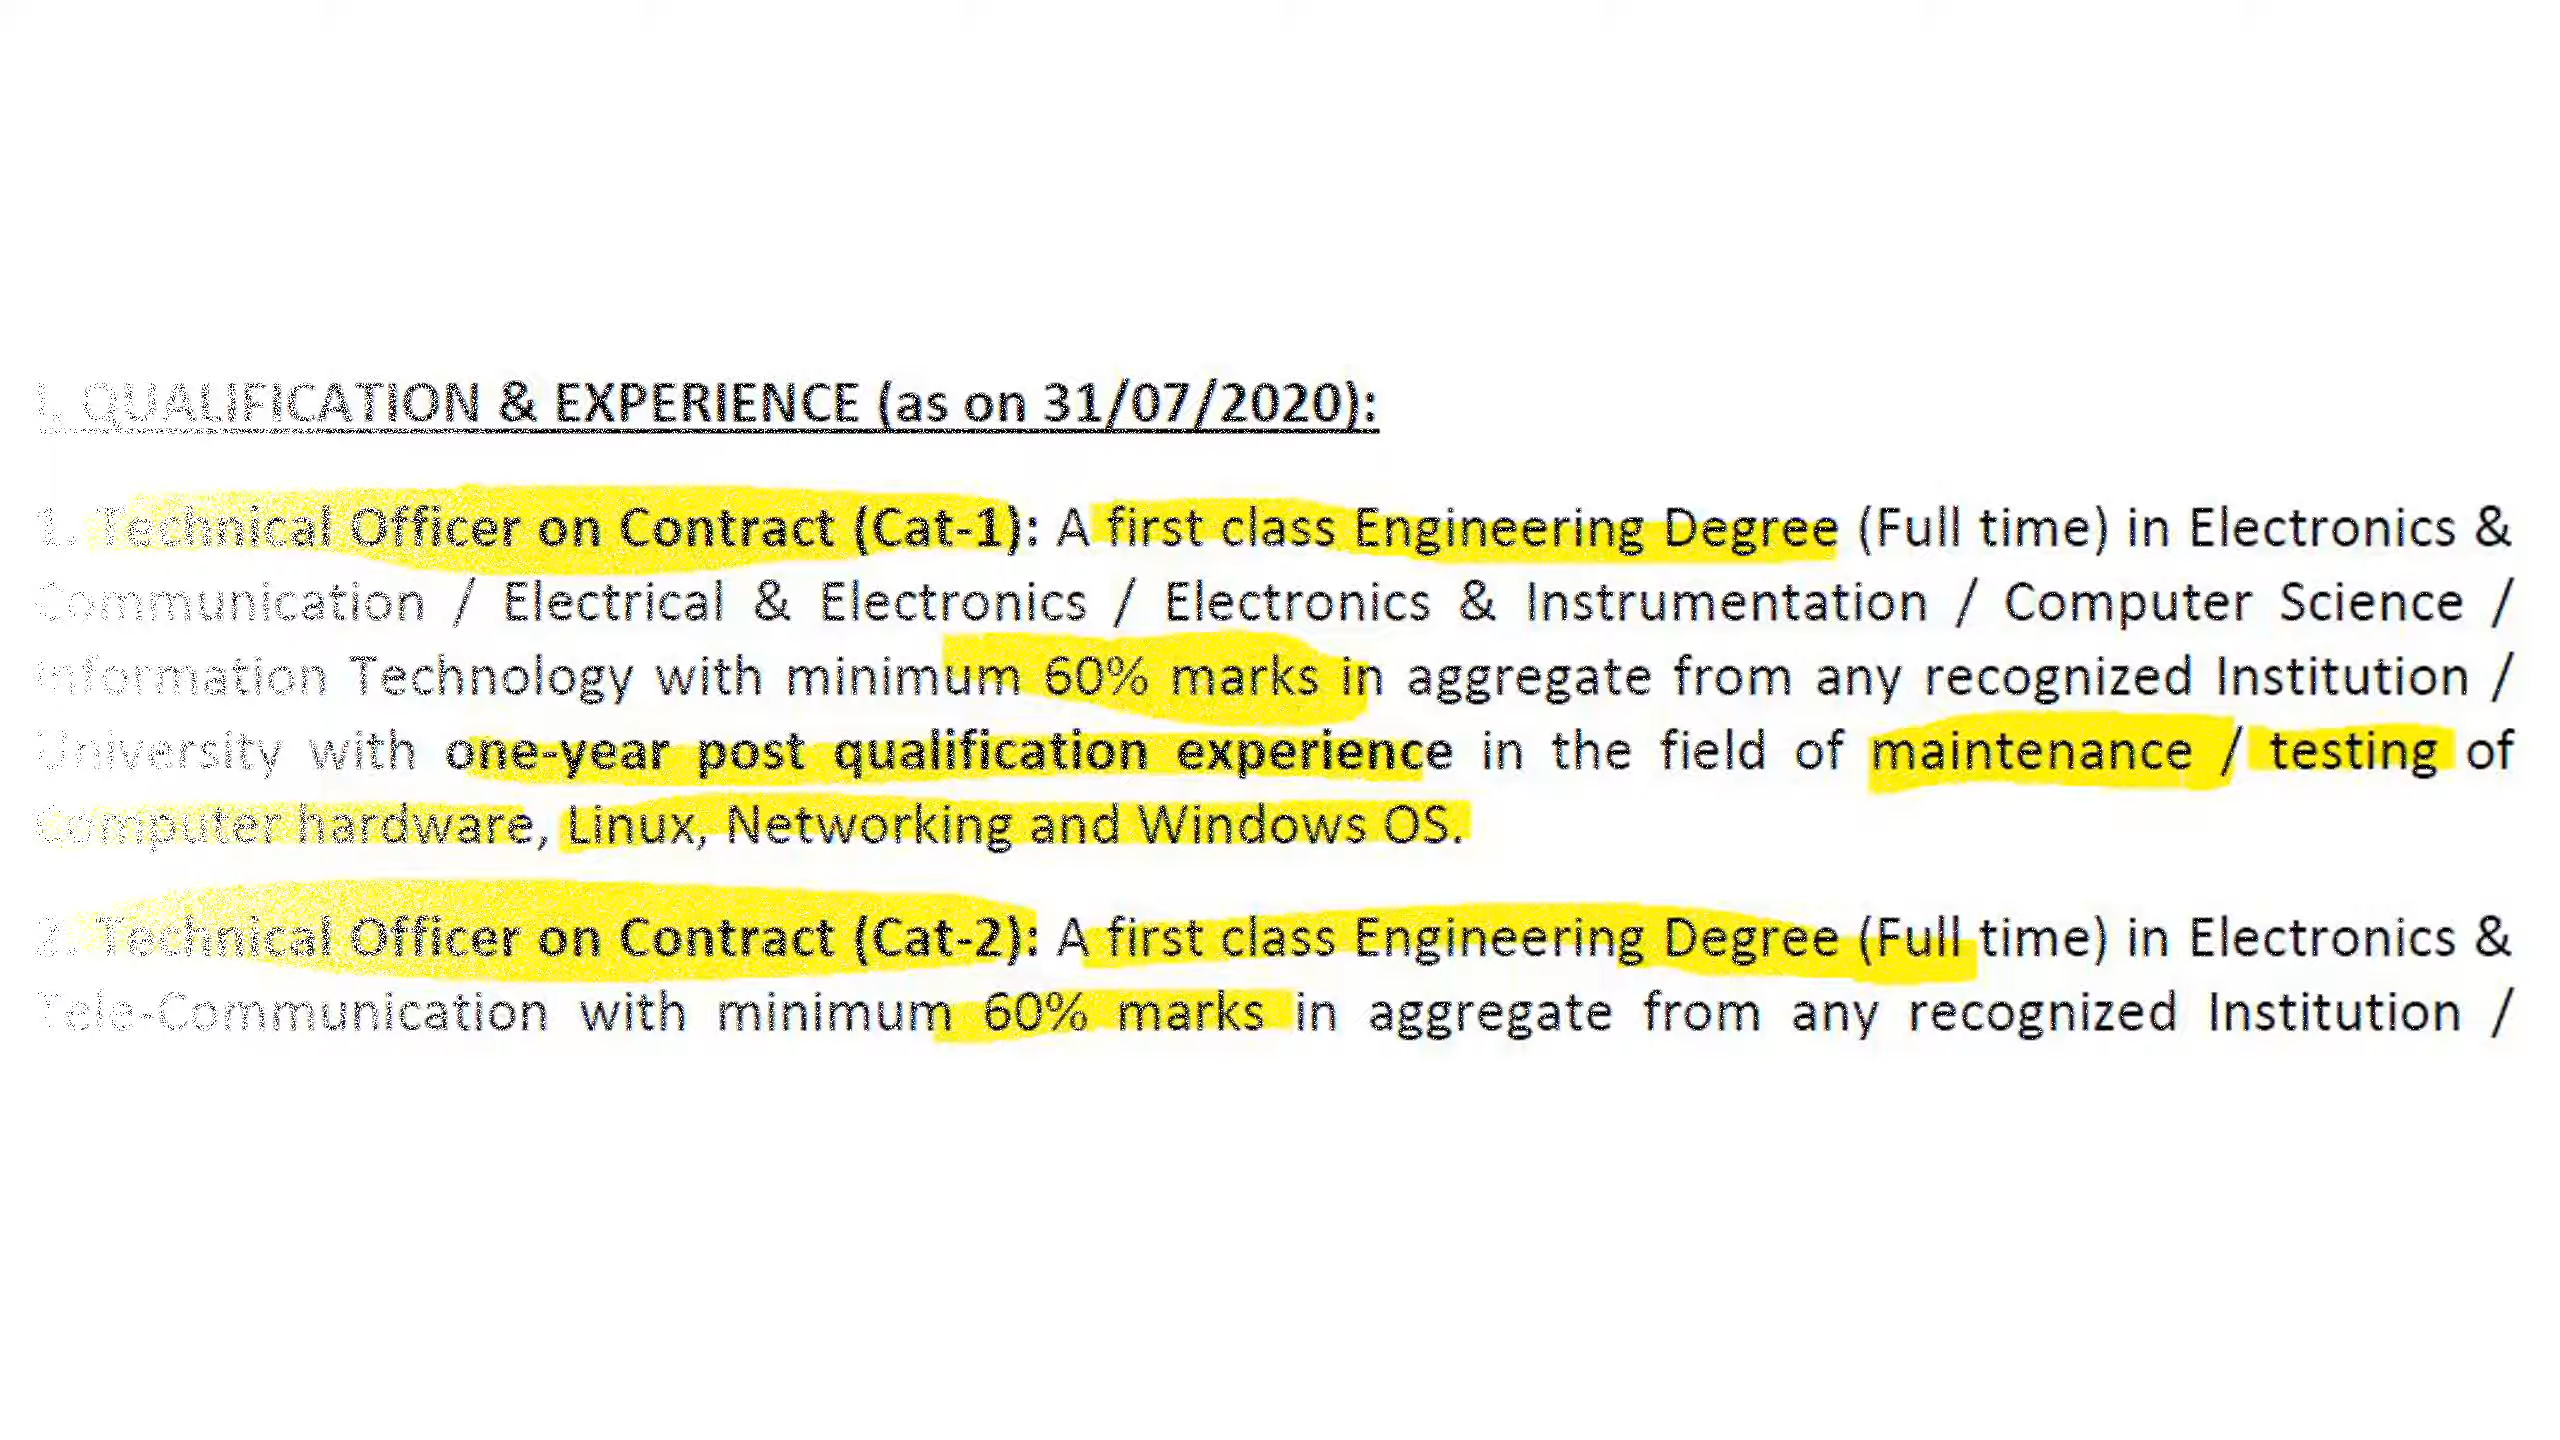 I. QUALIFICATION & EXPERIENCE (as on 31/07/2020):
1. Technical Officer on Contract (Cat-1): A first class Engineering Degree (Full time) in Electronics &
Communication / Electrical & Electronics / Electronics & Instrumentation / Computer Science /
Information Technology with minimum 60% marks in aggregate from any recognized Institution /
University with one-year post qualification experience in the field of maintenance / testing of
Computer hardware, Linux, Networking and Windows OS.
2. Technical Officer on Contract (Cat-2): A first class Engineering Degree (Full time) in Electronics &
Tele-Communication with minimum 60% marks in aggregate from any recognized Institution /